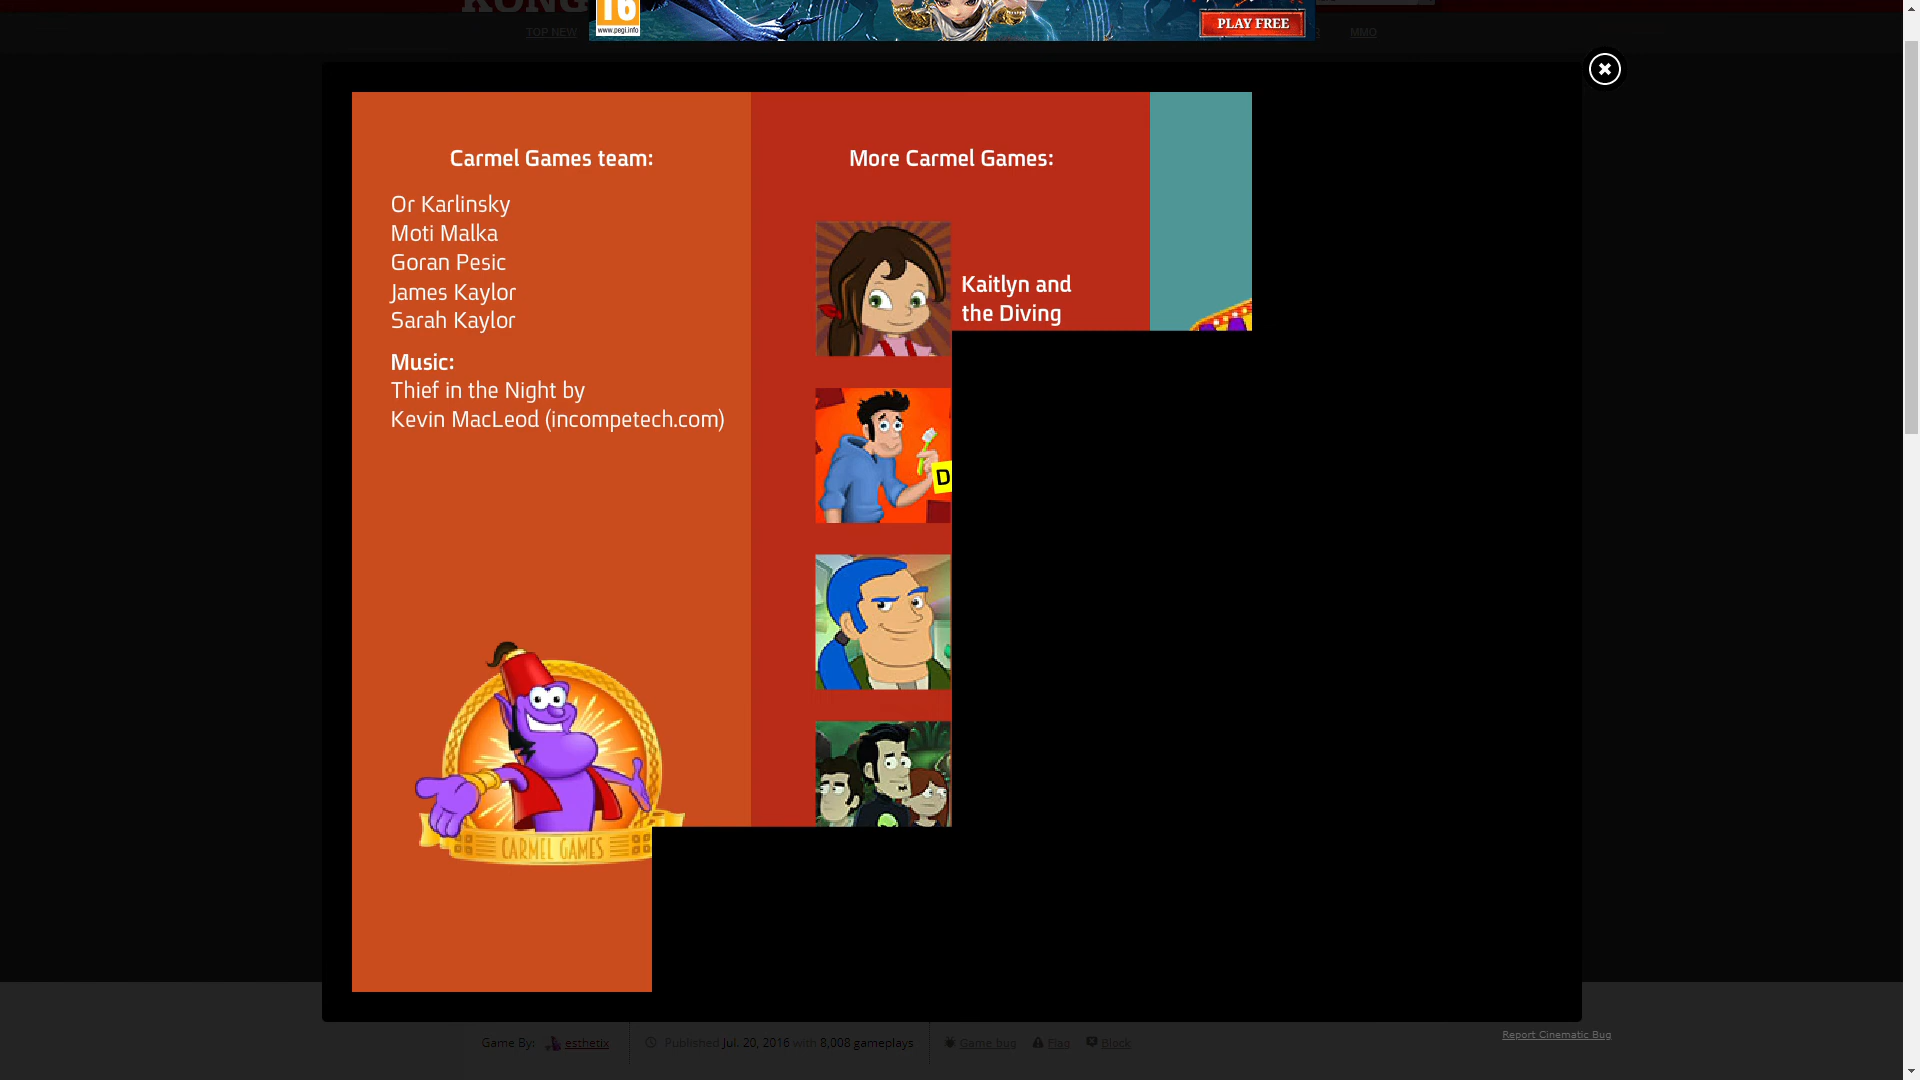 KONG
16
www.pegi.info
PLAY FREE
TOP NEW
MMO
Carmel Games team:
Or Karlinsky
Moti Malka
Goran Pesic
James Kaylor
Sarah Kaylor
Music:
Thief in the Night by
Kevin MacLeod (incompetech.com)
CARMEL GAMES
More Carmel Games:
Kaitlyn and
the Diving
D
Report Cinematic Bug
Game By: esthetix Published Jul. 20, 2016 with 8,008 gameplays Game bug Flag Block